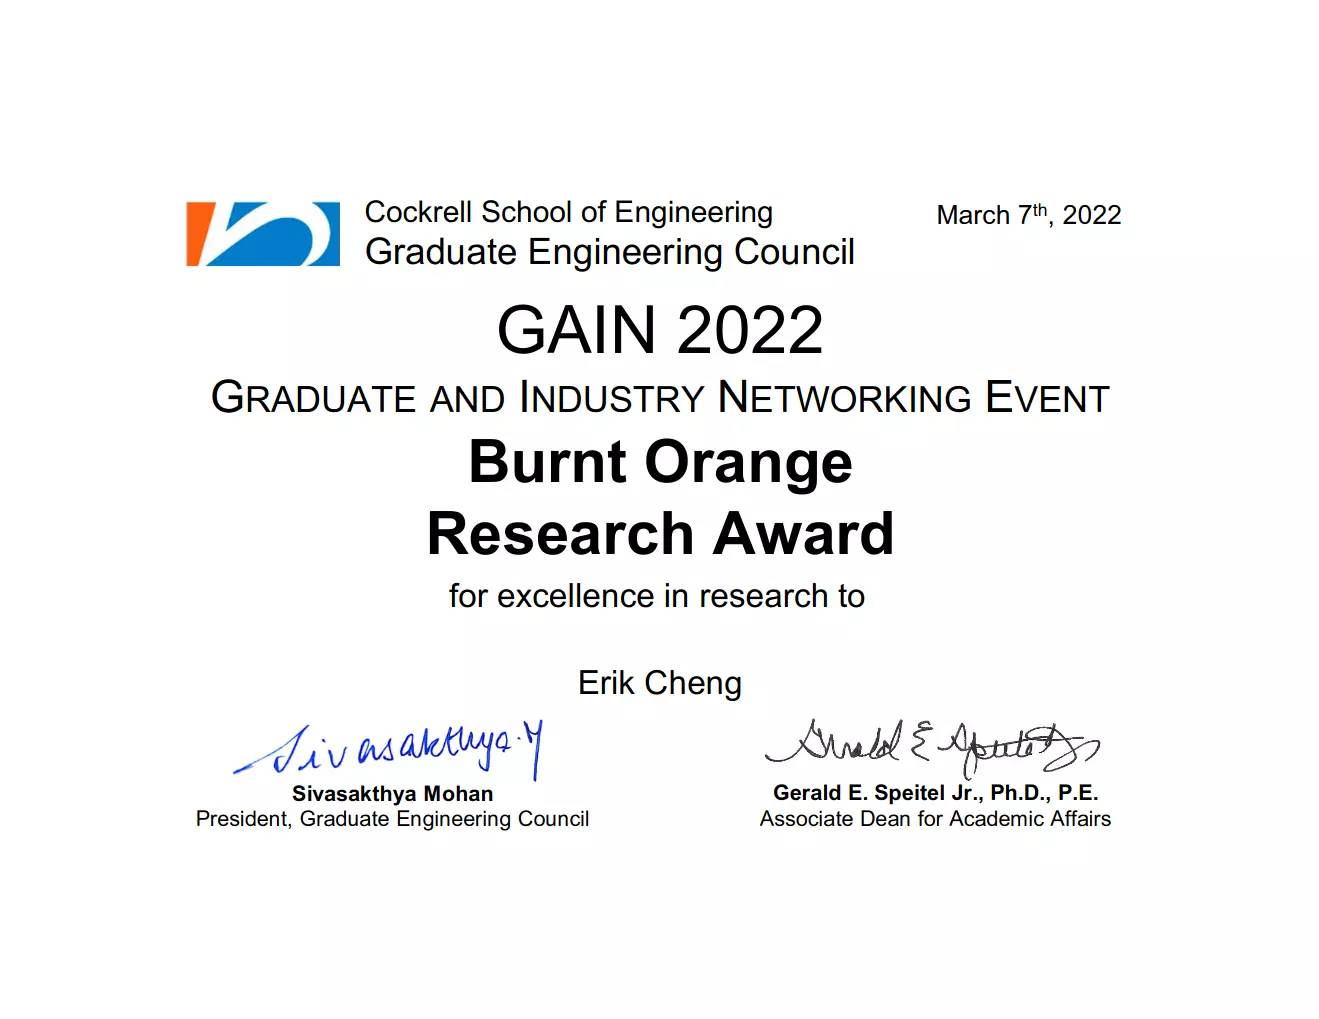 Cockrell School of Engineering
Graduate Engineering Council
March 7th, 2022
GAIN 2022
GRADUATE AND INDUSTRY NETWORKING EVENT
Burnt Orange
Research Award
for excellence in research to
Erik Cheng
Sivasakthya.M
Gerald E Speitel Jr
Sivasakthya Mohan
President, Graduate Engineering Council
Gerald E. Speitel Jr., Ph.D., P.E.
Associate Dean for Academic Affairs